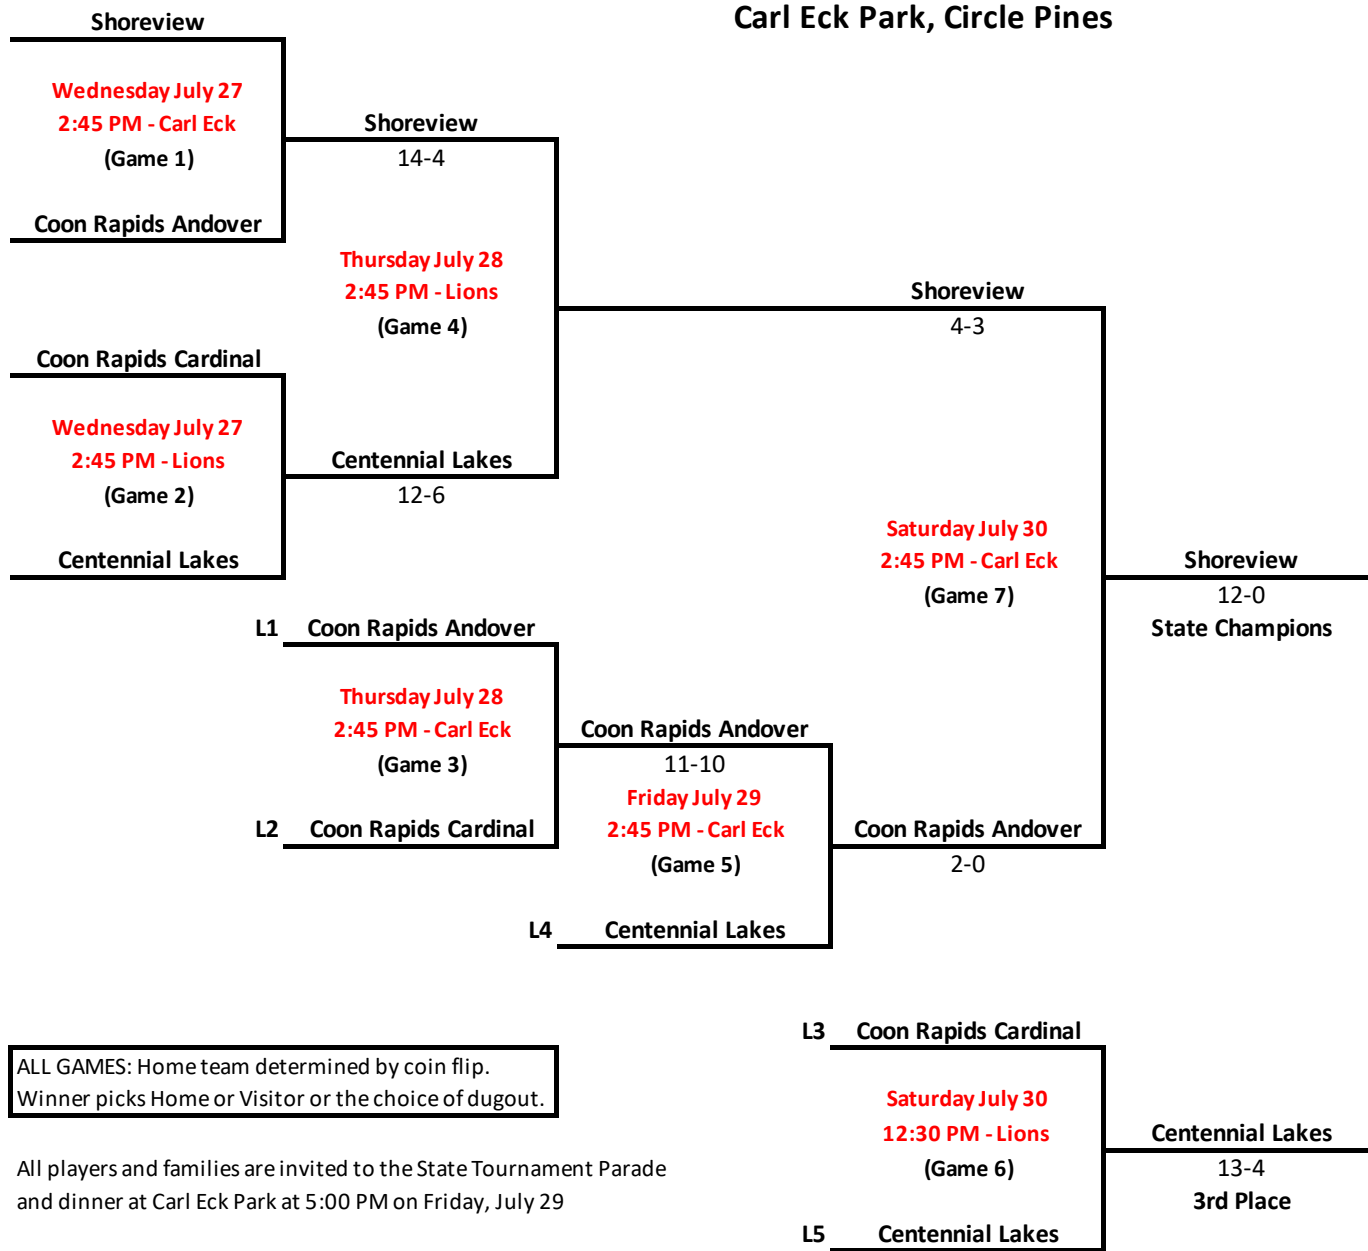 Carl Eck Park, Circle Pines
Shoreview
Wednesday July 27
2:45 PM - Carl Eck
(Game 1)
Coon Rapids Andover
Shoreview
14-4
Thursday July 28
2:45 PM - Lions
(Game 4)
Coon Rapids Cardinal
Wednesday July 27
2:45 PM - Lions
(Game 2)
Centennial Lakes
Centennial Lakes
12-6
Shoreview
4-3
Saturday July 30
2:45 PM - Carl Eck
(Game 7)
Shoreview
12-0
State Champions
L1 Coon Rapids Andover
Thursday July 28
2:45 PM - Carl Eck
(Game 3)
L2 Coon Rapids Cardinal
Coon Rapids Andover
11-10
Friday July 29
2:45 PM - Carl Eck
(Game 5)
L4 Centennial Lakes
Coon Rapids Andover
2-0
L3 Coon Rapids Cardinal
Saturday July 30
12:30 PM - Lions
(Game 6)
L5 Centennial Lakes
Centennial Lakes
13-4
3rd Place
ALL GAMES: Home team determined by coin flip.
Winner picks Home or Visitor or the choice of dugout.
All players and families are invited to the State Tournament Parade
and dinner at Carl Eck Park at 5:00 PM on Friday, July 29